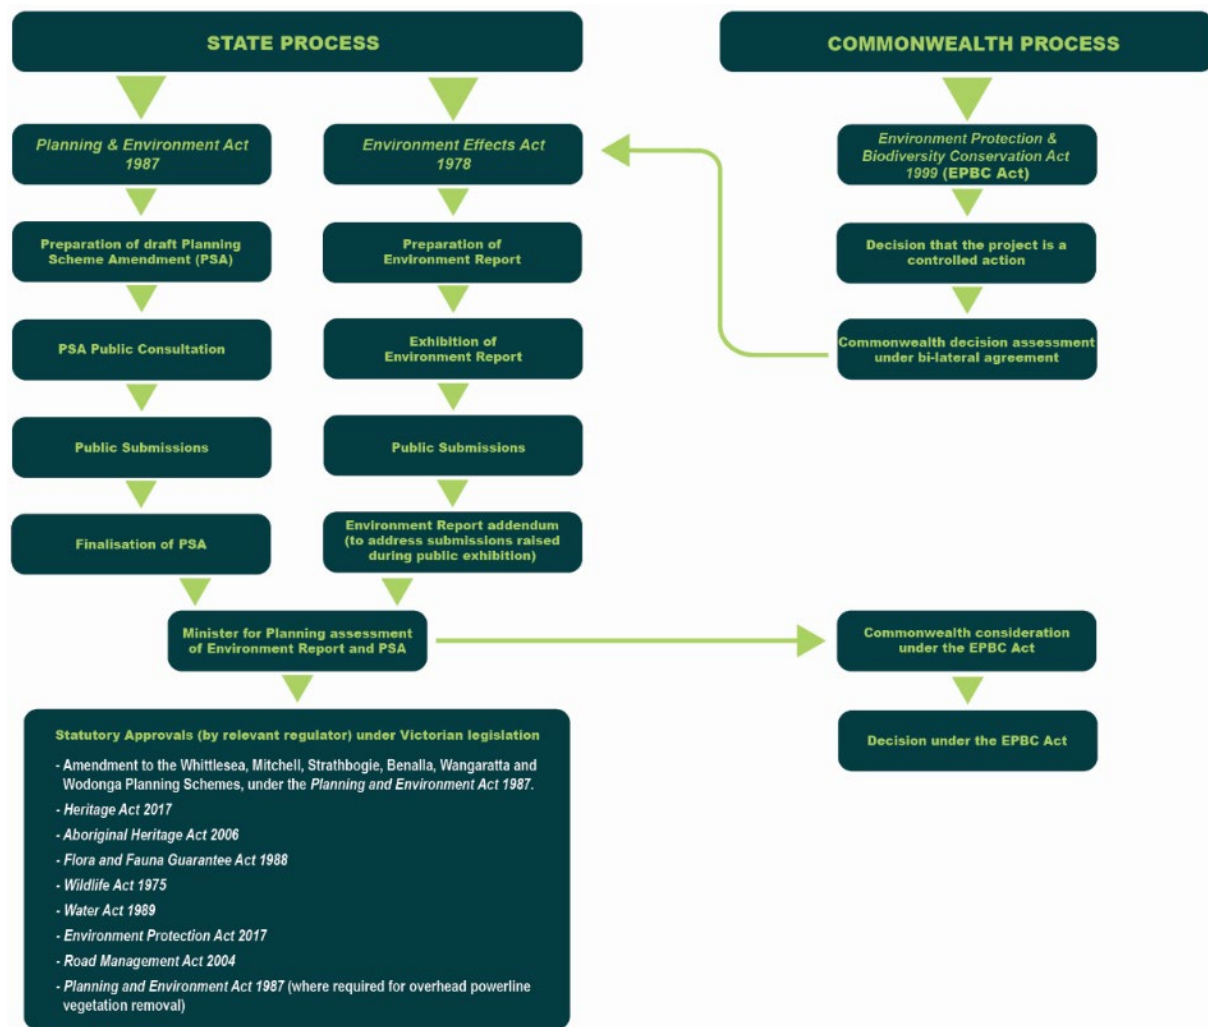 STATE PROCESS
Planning & Environment Act
1987
Preparation of draft Planning
Scheme Amendment (PSA)
PSA Public Consultation
Public Submissions
Finalisation of PSA
Environment Effects Act
1978
Preparation of
Environment Report
Exhibition of
Environment Report
Public Submissions
Environment Report addendum
(to address submissions raised
during public exhibition)
Minister for Planning assessment
of Environment Report and PSA
Statutory Approvals (by relevant regulator) under Victorian legislation
- Amendment to the Whittlesea, Mitchell, Strathbogie, Benalla, Wangaratta and
Wodonga Planning Schemes, under the Planning and Environment Act 1987.
- Heritage Act 2017
- Aboriginal Heritage Act 2006
- Flora and Fauna Guarantee Act 1988
- Wildlife Act 1975
- Water Act 1989
- Environment Protection Act 2017
- Road Management Act 2004
- Planning and Environment Act 1987 (where required for overhead powerline
vegetation removal)
COMMONWEALTH PROCESS
Environment Protection &
Biodiversity Conservation Act
1999 (EPBC Act)
Decision that the project is a
controlled action
Commonwealth decision assessment
under bi-lateral agreement
Commonwealth consideration
under the EPBC Act
Decision under the EPBC Act